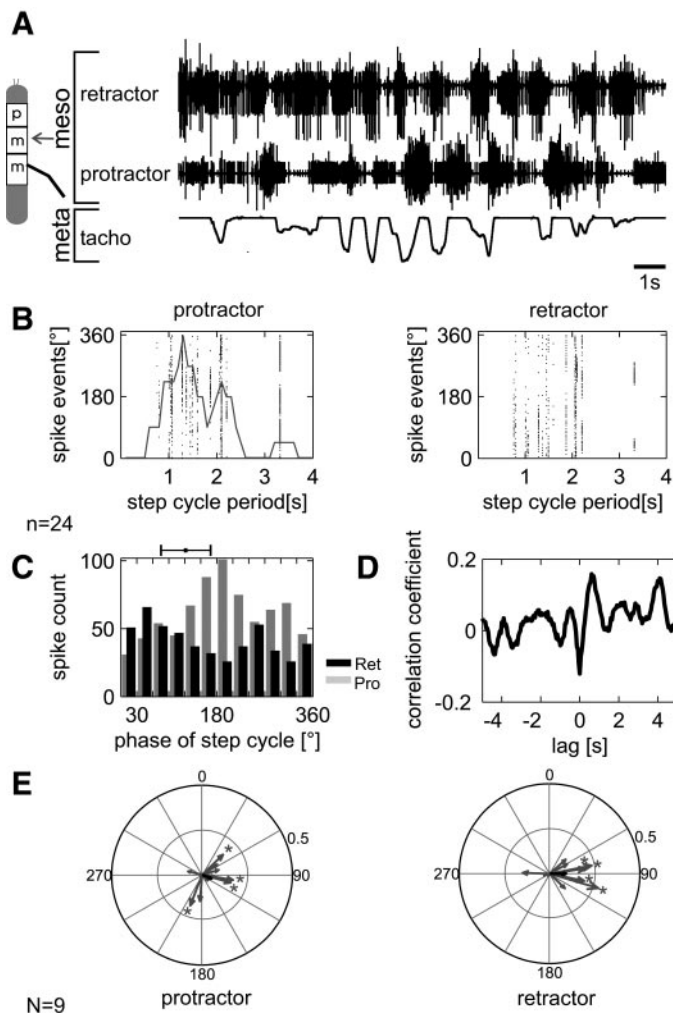 A
p
m
m
meso
meta
retractor
protractor
tacho
1s
B
protractor
retractor
spike events[°]
360
180
0
1 2 3 4
step cycle period[s]
spike events[°]
360
180
0
1 2 3 4
step cycle period[s]
n=24
C
spike count
100
50
0
30 180 360
phase of step cycle [°]
Ret
Pro
D
correlation coefficient
0.2
0
-0.2
-4 -2 0 2 4
lag [s]
E
0
0.5
270
90
180
protractor
0
0.5
270
90
180
retractor
N=9